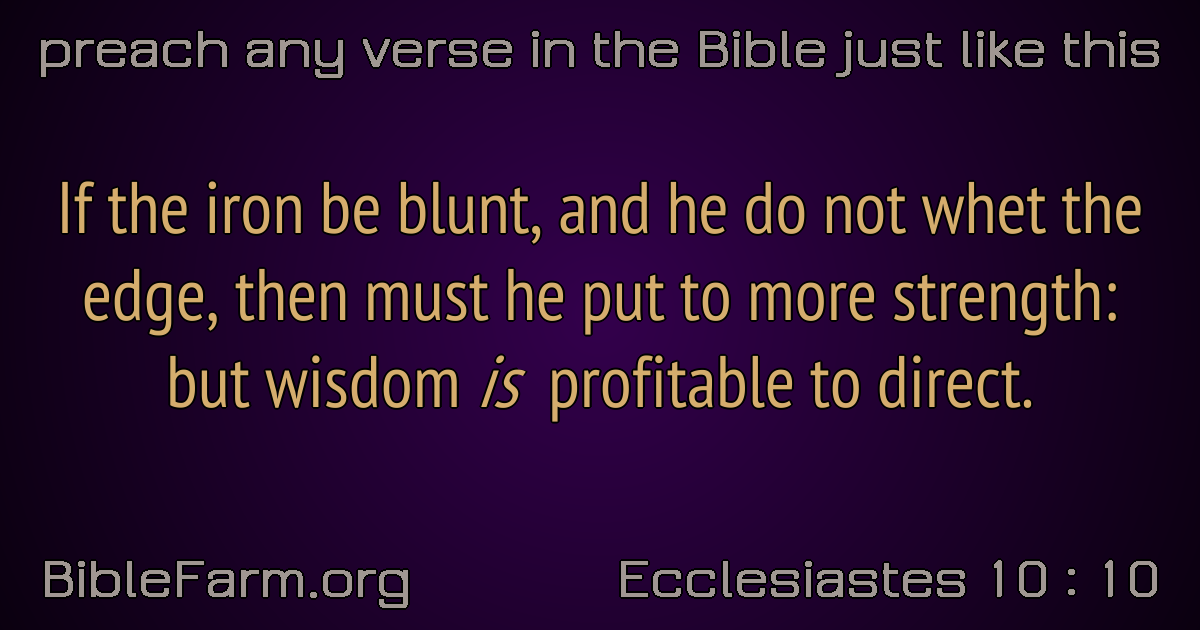 preach any verse in the Bible just like this
If the iron be blunt, and he do not whet the
edge, then must he put to more strength:
but wisdom is profitable to direct.
BibleFarm.org
Ecclesiastes 10 : 10